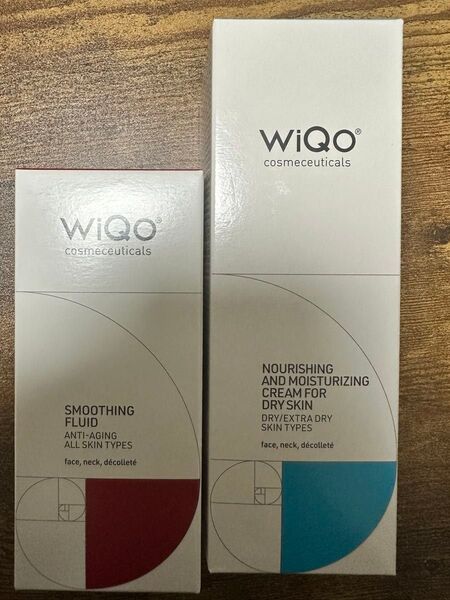 WiQo®
cosmeceuticals
SMOOTHING
FLUID
ANTI-AGING
ALL SKIN TYPES
face, neck, décolleté
WiQo®
cosmeceuticals
NOURISHING
AND MOISTURIZING
CREAM FOR
DRY SKIN
DRY/EXTRA DRY
SKIN TYPES
face, neck, décolleté